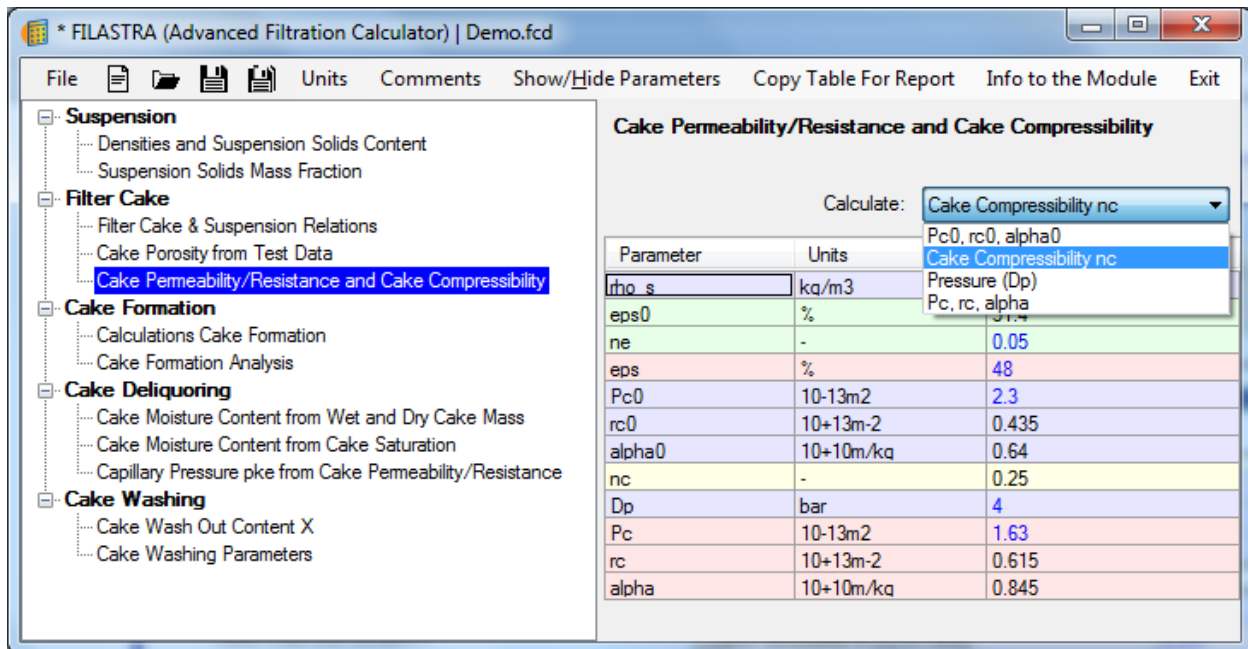 * FILASTRA (Advanced Filtration Calculator) | Demo.fcd
File Units Comments Show/Hide Parameters Copy Table For Report Info to the Module Exit
Suspension
Densities and Suspension Solids Content
Suspension Solids Mass Fraction
Filter Cake
Filter Cake & Suspension Relations
Cake Porosity from Test Data
Cake Permeability/Resistance and Cake Compressibility
Cake Formation
Calculations Cake Formation
Cake Formation Analysis
Cake Deliquoring
Cake Moisture Content from Wet and Dry Cake Mass
Cake Moisture Content from Cake Saturation
Capillary Pressure pke from Cake Permeability/Resistance
Cake Washing
Cake Wash Out Content X
Cake Washing Parameters
Cake Permeability/Resistance and Cake Compressibility
Calculate: Cake Compressibility nc
Pc0, rc0, alpha0
Cake Compressibility nc
Pressure (Dp)
Pc, rc, alpha
Parameter Units
rho_s kg/m3
eps0 %
ne - 0.05
eps % 48
Pc0 10-13m2 2.3
rc0 10+13m-2 0.435
alpha0 10+10m/kg 0.64
nc - 0.25
Dp bar 4
Pc 10-13m2 1.63
rc 10+13m-2 0.615
alpha 10+10m/kg 0.845